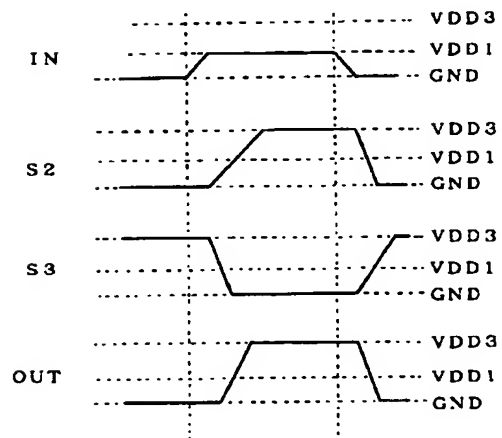 VDD3
IN VDD1
GND
VDD3
S2 VDD1
GND
VDD3
S3 VDD1
GND
VDD3
OUT VDD1
GND